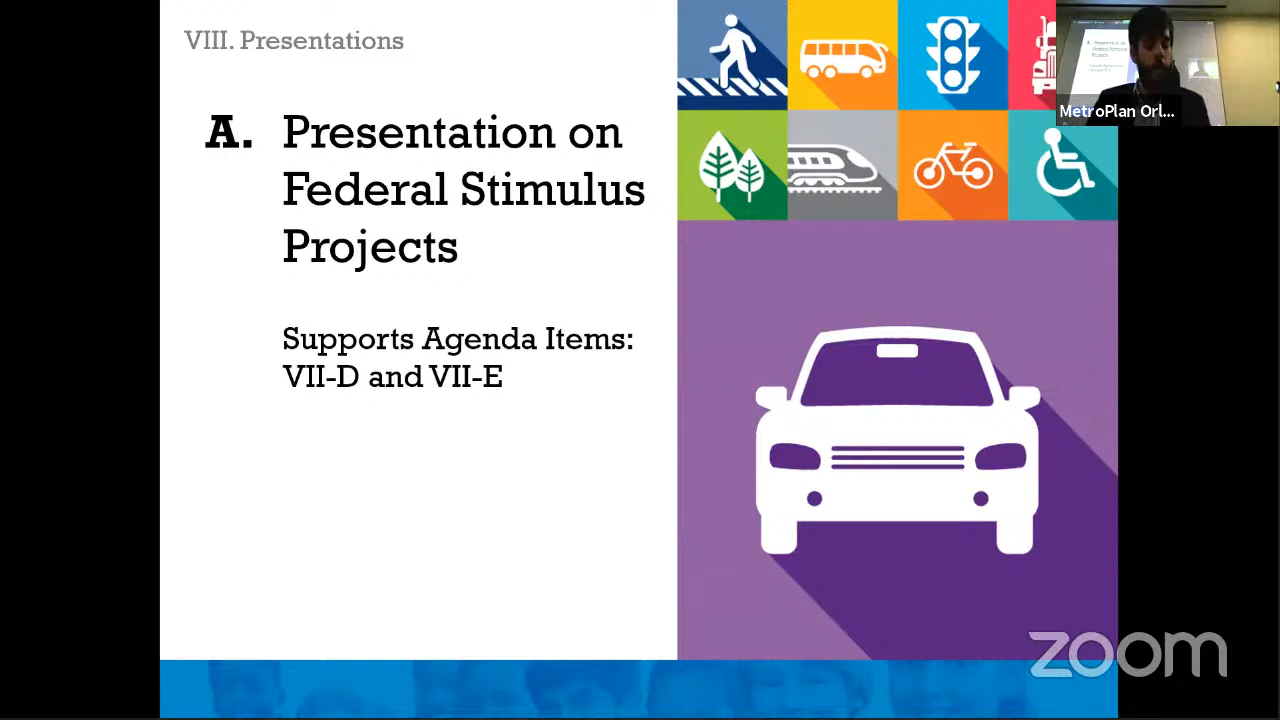 VIII. Presentations
A. Presentation on
Federal Stimulus
Projects
Supports Agenda Items:
VII-D and VII-E
MetroPlan Orl...
zoom